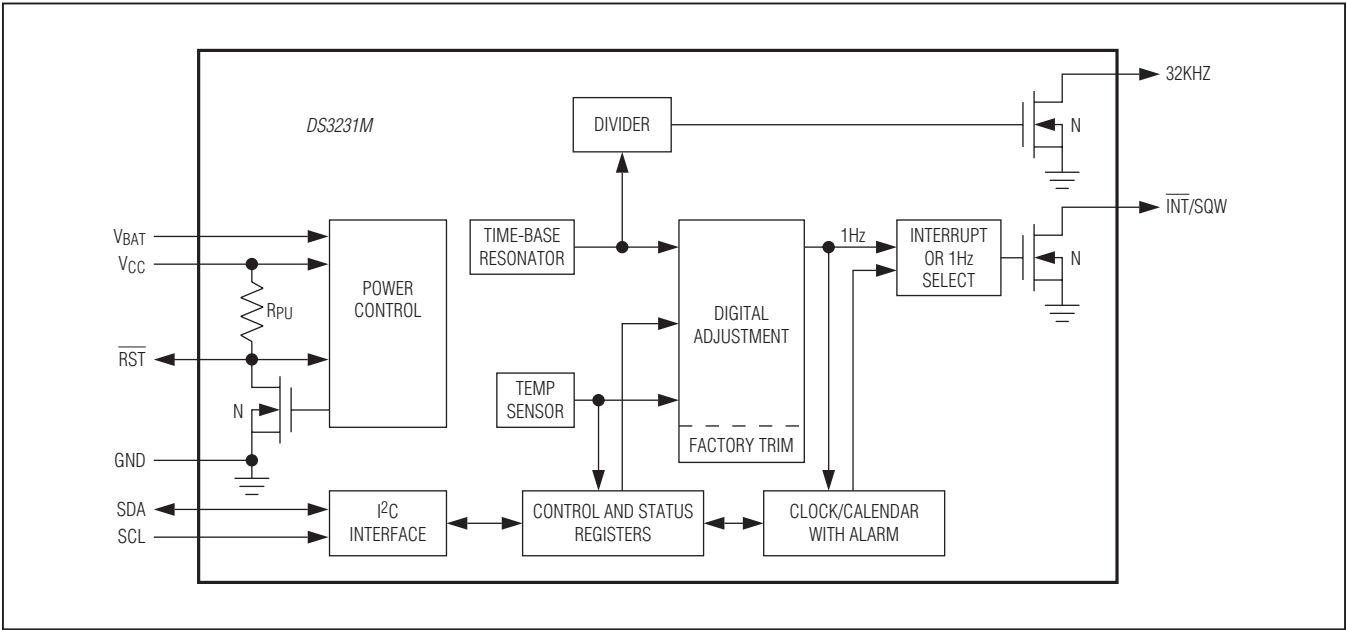 32KHZ
DS3231M
DIVIDER
N
INT/SQW
VBAT
VCC
RPU
RST
N
GND
SDA
SCL
POWER
CONTROL
TIME-BASE
RESONATOR
TEMP
SENSOR
DIGITAL
ADJUSTMENT
FACTORY TRIM
1Hz
INTERRUPT
OR 1Hz
SELECT
N
I²C
INTERFACE
CONTROL AND STATUS
REGISTERS
CLOCK/CALENDAR
WITH ALARM